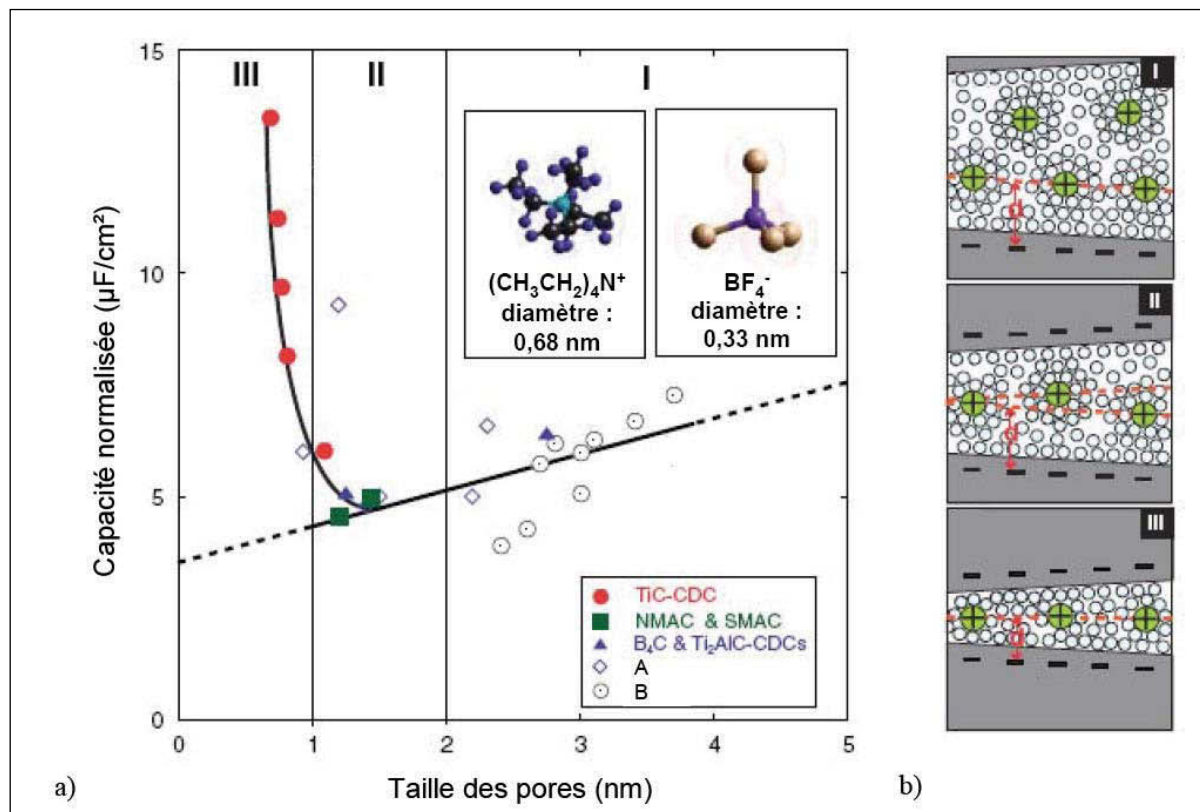 15
10
5
0
0
1
2
3
4
5
Capacité normalisée (µF/cm²)
Taille des pores (nm)
III
II
I
(CH₃CH₂)₄N⁺
diamètre :
0,68 nm
BF₄⁻
diamètre :
0,33 nm
TiC-CDC
NMAC & SMAC
B₄C & Ti₂AlC-CDCs
A
B
a)
I
d
II
d
III
d
b)